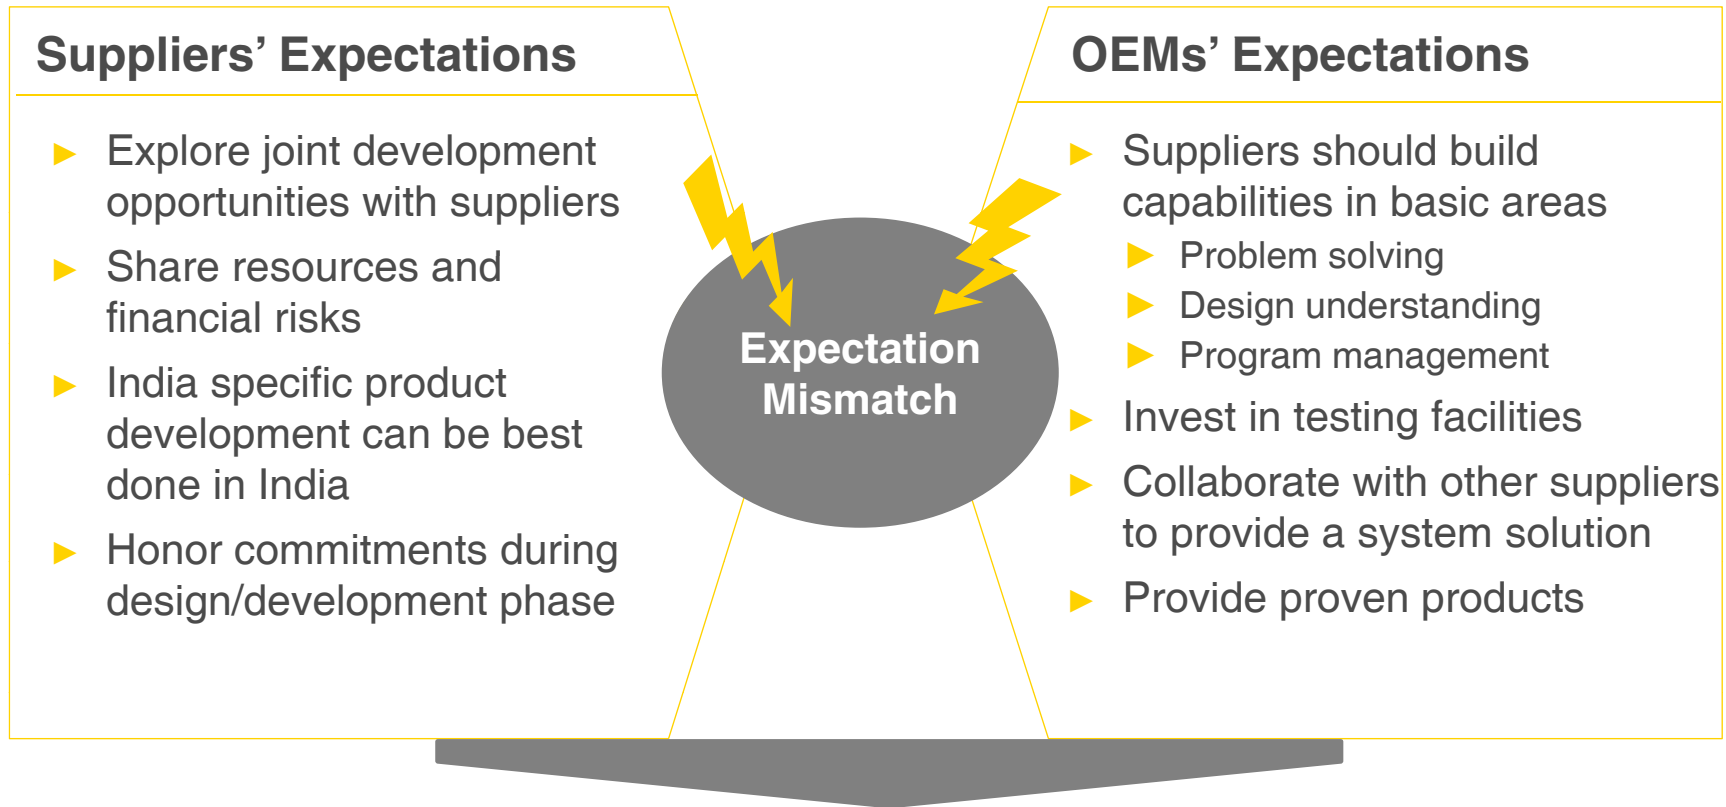 Suppliers’ Expectations
Explore joint development
opportunities with suppliers
Share resources and
financial risks
India specific product
development can be best
done in India
Honor commitments during
design/development phase
Expectation
Mismatch
OEMs’ Expectations
Suppliers should build
capabilities in basic areas
Problem solving
Design understanding
Program management
Invest in testing facilities
Collaborate with other suppliers
to provide a system solution
Provide proven products